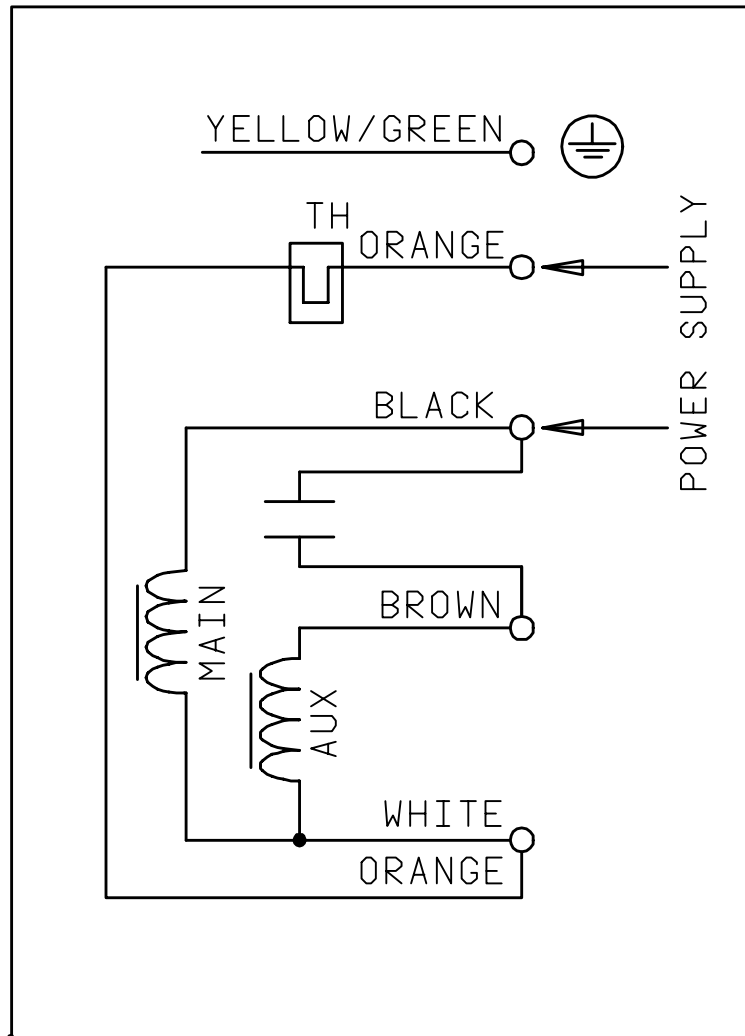 YELLOW/GREEN
TH
ORANGE
POWER SUPPLY
BLACK
BROWN
MAIN
AUX
WHITE
ORANGE